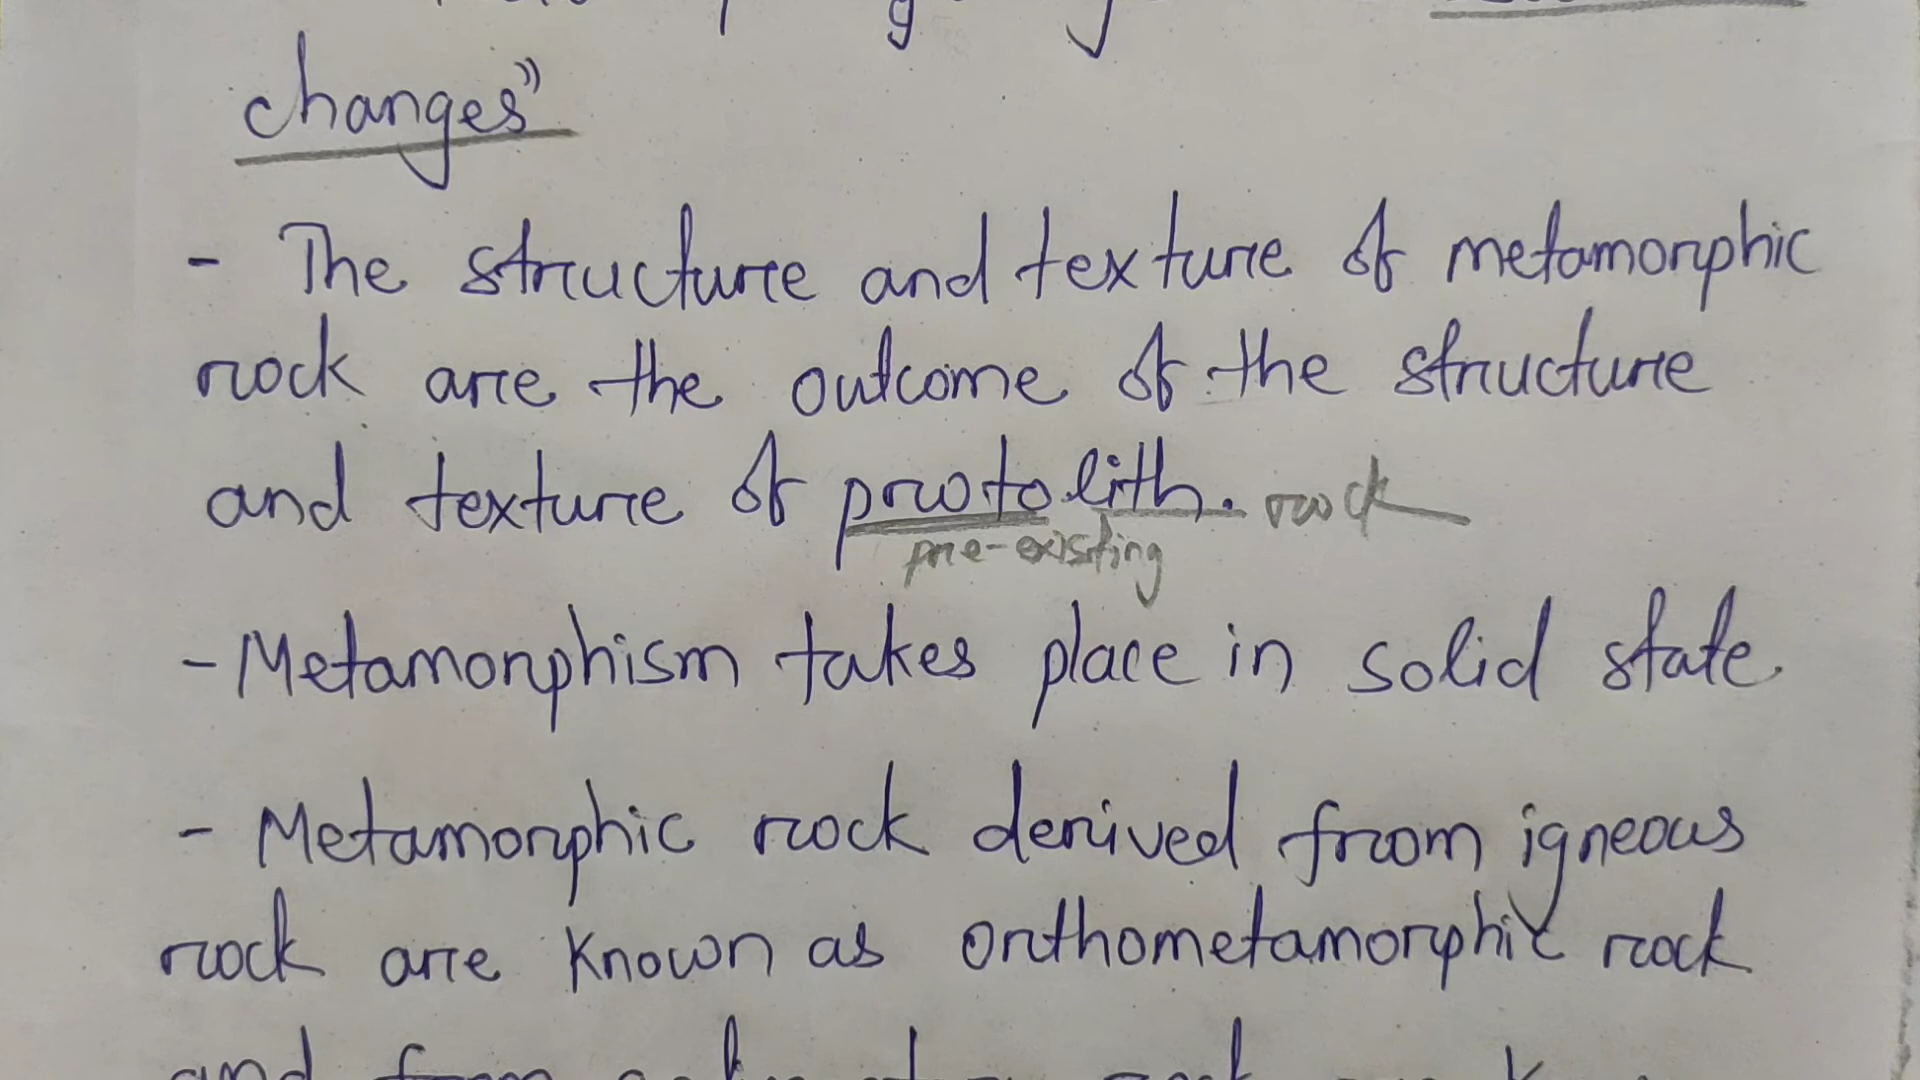 changes”
- The structure and texture of metamorphic
rock are the outcome of the structure
and texture of protolith. rock
pre-existing
- Metamorphism takes place in solid state.
- Metamorphic rock derived from igneous
rock are known as orthometamorphic rock
and from